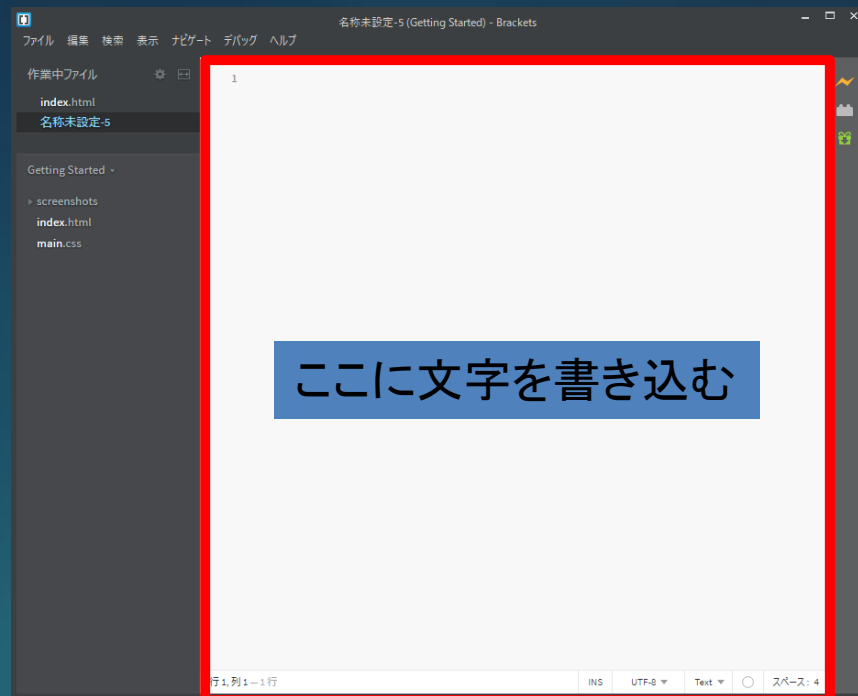 名称未設定-5 (Getting Started) - Brackets
ファイル 編集 検索 表示 ナビゲート デバッグ ヘルプ
作業中ファイル
index.html
名称未設定-5
Getting Started
screenshots
index.html
main.css
1
ここに文字を書き込む
行 1, 列 1 — 1 行
INS UTF-8 Text スペース: 4